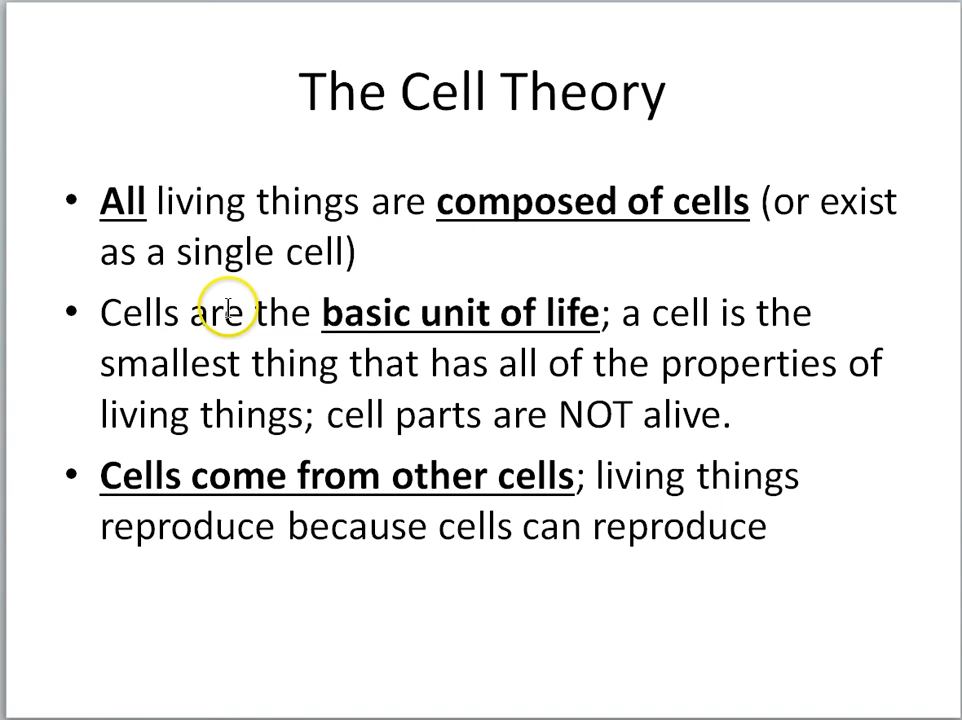 The Cell Theory
• All living things are composed of cells (or exist
as a single cell)
• Cells are the basic unit of life; a cell is the
smallest thing that has all of the properties of
living things; cell parts are NOT alive.
• Cells come from other cells; living things
reproduce because cells can reproduce